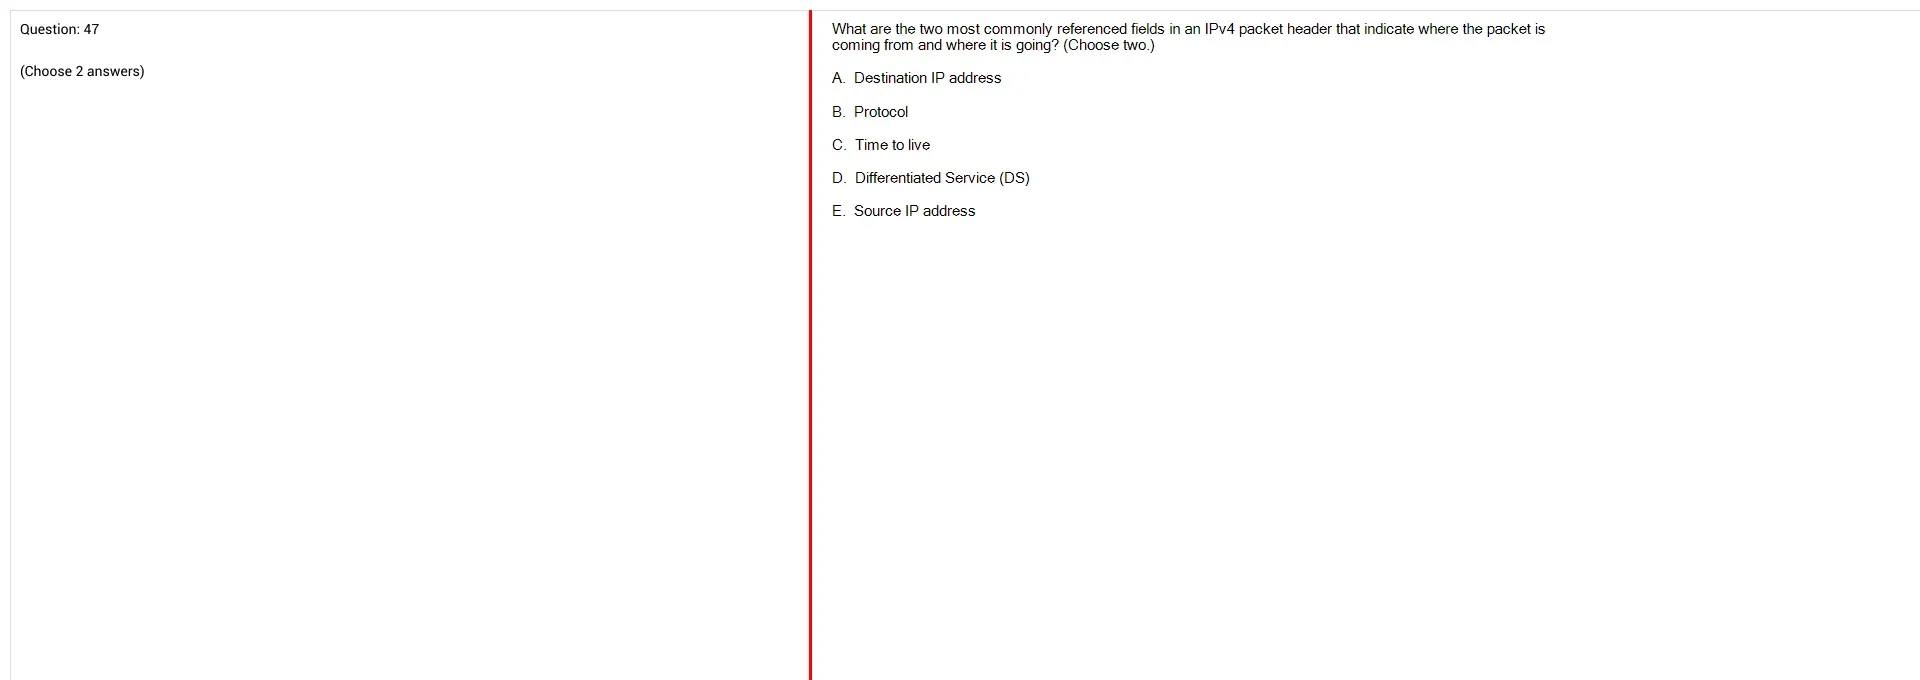 Question: 47
(Choose 2 answers)
What are the two most commonly referenced fields in an IPv4 packet header that indicate where the packet is
coming from and where it is going? (Choose two.)
A. Destination IP address
B. Protocol
C. Time to live
D. Differentiated Service (DS)
E. Source IP address